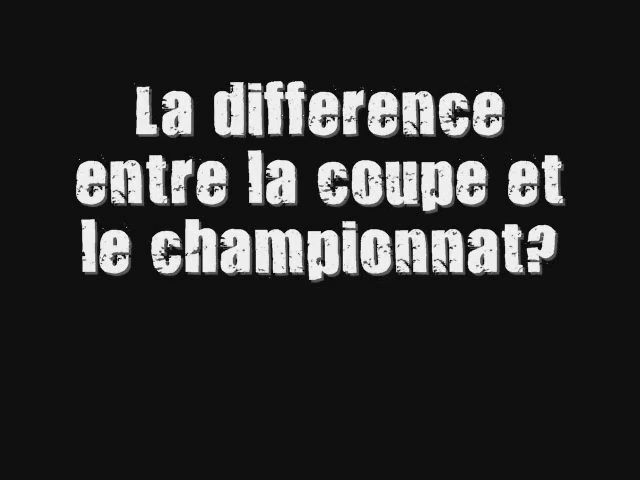 La difference
entre la coupe et
le championnat?